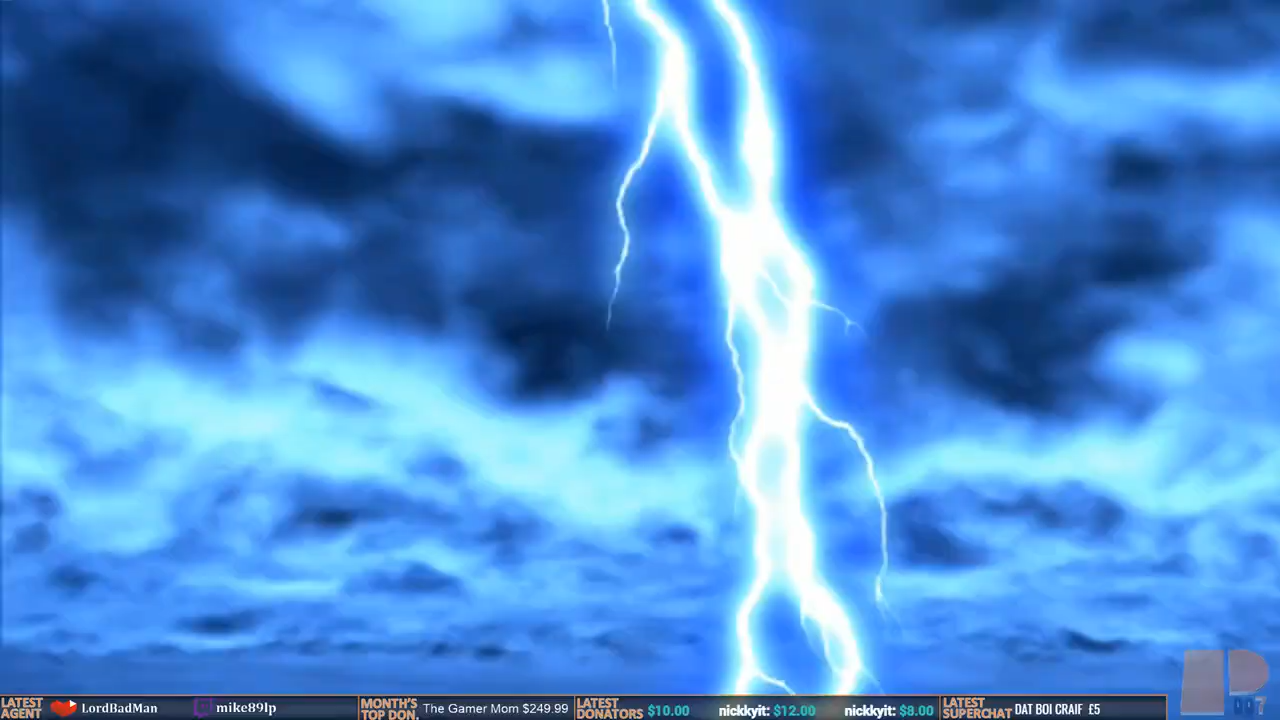 LATEST AGENT
LordBadMan
mike89lp
MONTH'S TOP DON.
The Gamer Mom $249.99
LATEST DONATORS
$10.00
nickkyit: $12.00
nickkyit: $8.00
LATEST SUPERCHAT
DAT BOI CRAIF £5
007